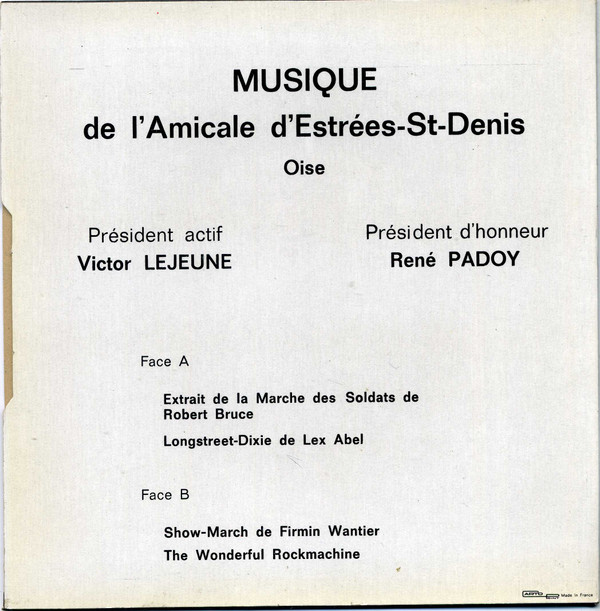 MUSIQUE
de l'Amicale d'Estrées-St-Denis
Oise
Président actif
Victor LEJEUNE
Président d'honneur
René PADOY
Face A
Extrait de la Marche des Soldats de
Robert Bruce
Longstreet-Dixie de Lex Abel
Face B
Show-March de Firmin Wantier
The Wonderful Rockmachine
Made in France